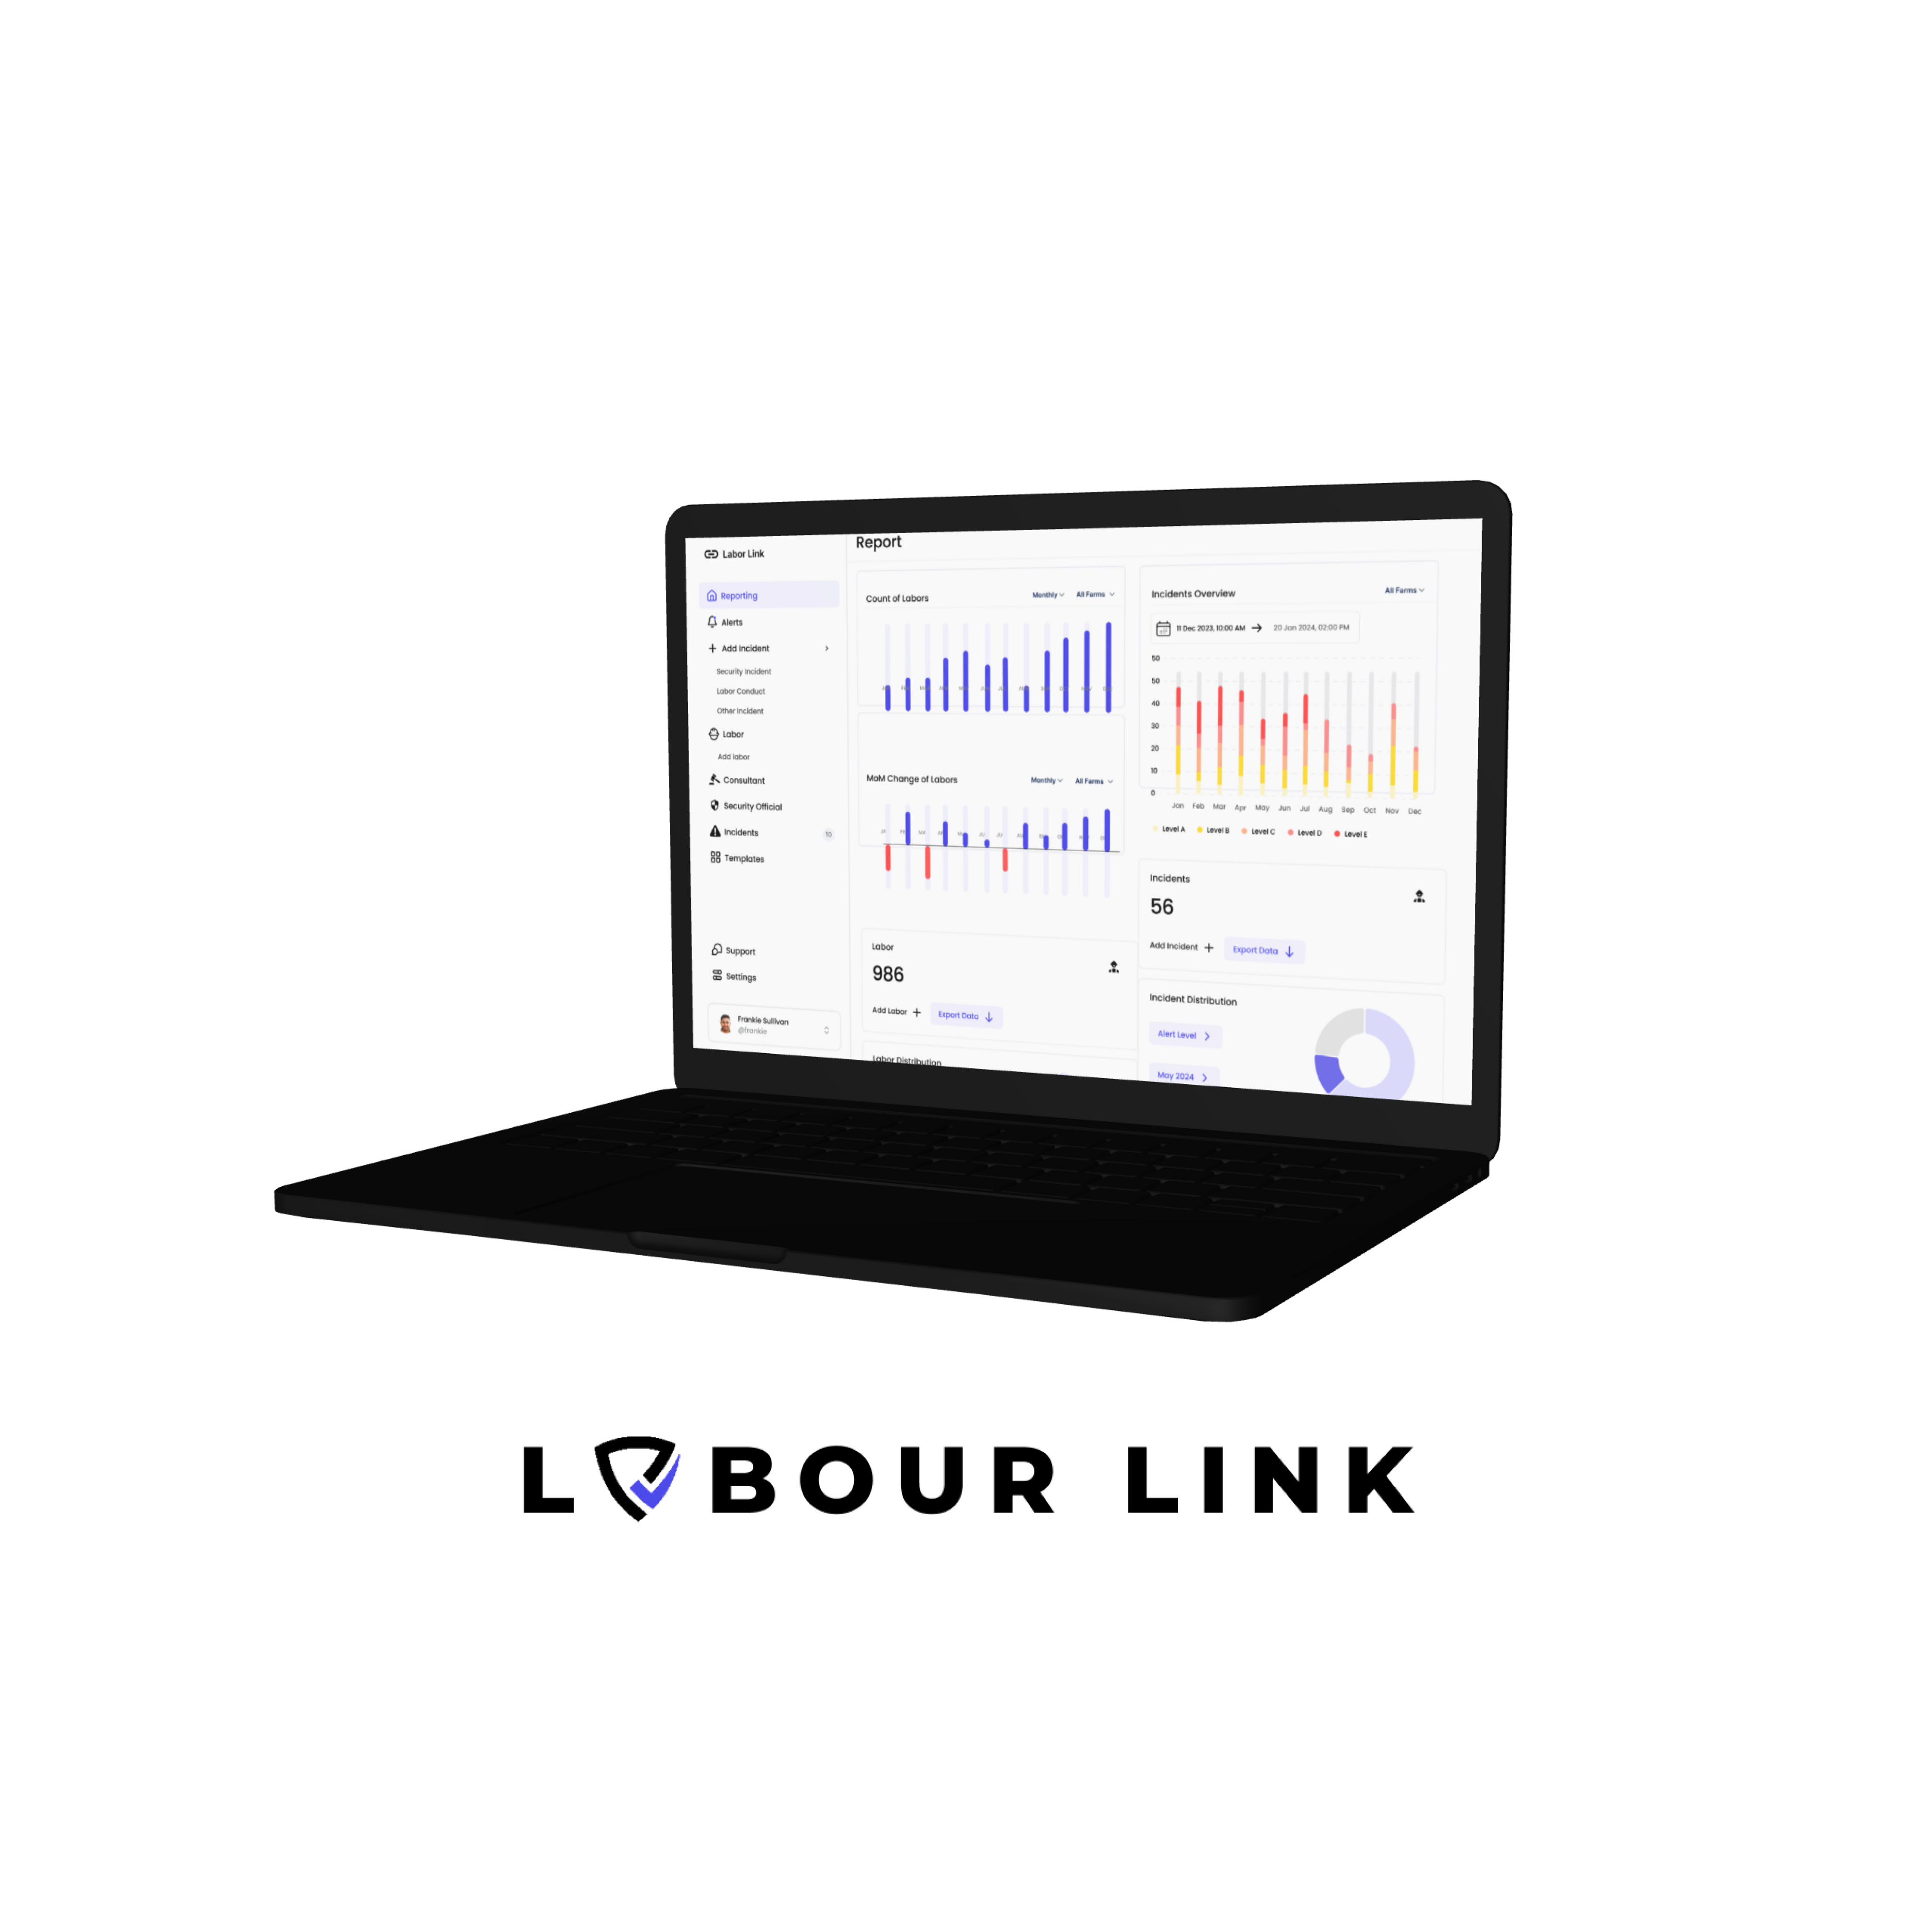 Labor Link
Reporting
Alerts
Add Incident
Security Incident
Labor Conduct
Other Incident
Labor
Add labor
Consultant
Security Official
Incidents 10
Templates
Support
Settings
Frankie Sullivan
@frankie
Report
Count of Labors Monthly All Farms
MoM Change of Labors Monthly All Farms
Labor
986
Add Labor + Export Data
Labor Distribution
Incidents Overview All Farms
11 Dec 2023, 10:00 AM → 20 Jan 2024, 02:00 PM
50
50
40
30
20
10
0
Jan Feb Mar Apr May Jun Jul Aug Sep Oct Nov Dec
Level A Level B Level C Level D Level E
Incidents
56
Add Incident + Export Data
Incident Distribution
Alert Level
May 2024
LABOUR LINK